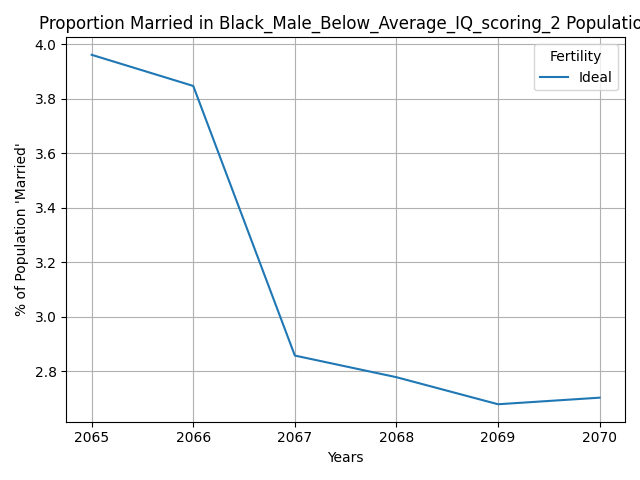 Proportion Married in Black_Male_Below_Average_IQ_scoring_2 Populatio
Fertility
Ideal
4.0
3.8
3.6
3.4
3.2
3.0
2.8
% of Population 'Married'
2065 2066 2067 2068 2069 2070
Years